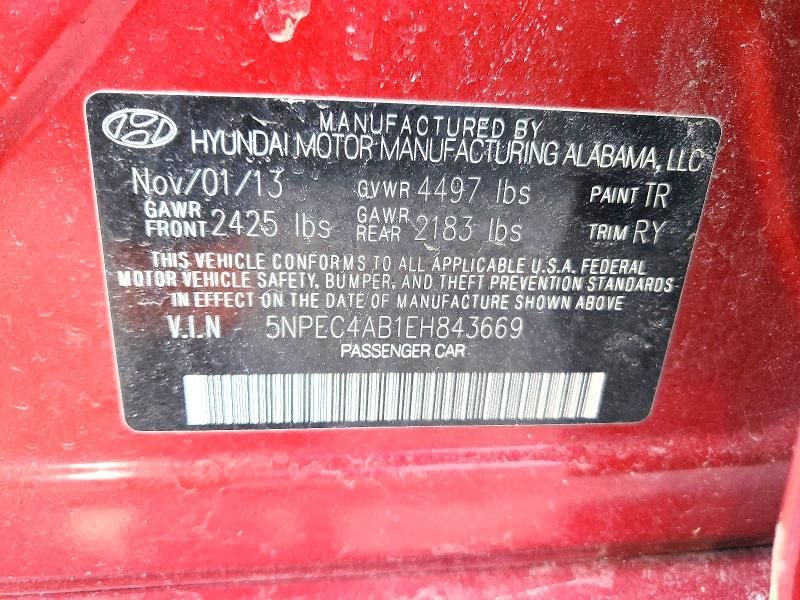 MANUFACTURED BY
HYUNDAI MOTOR MANUFACTURING ALABAMA, LLC
Nov/01/13 GVWR 4497 lbs PAINT TR
GAWR FRONT 2425 lbs GAWR REAR 2183 lbs TRIM RY
THIS VEHICLE CONFORMS TO ALL APPLICABLE U.S.A. FEDERAL
MOTOR VEHICLE SAFETY, BUMPER, AND THEFT PREVENTION STANDARDS
IN EFFECT ON THE DATE OF MANUFACTURE SHOWN ABOVE
V.I.N 5NPEC4AB1EH843669
PASSENGER CAR